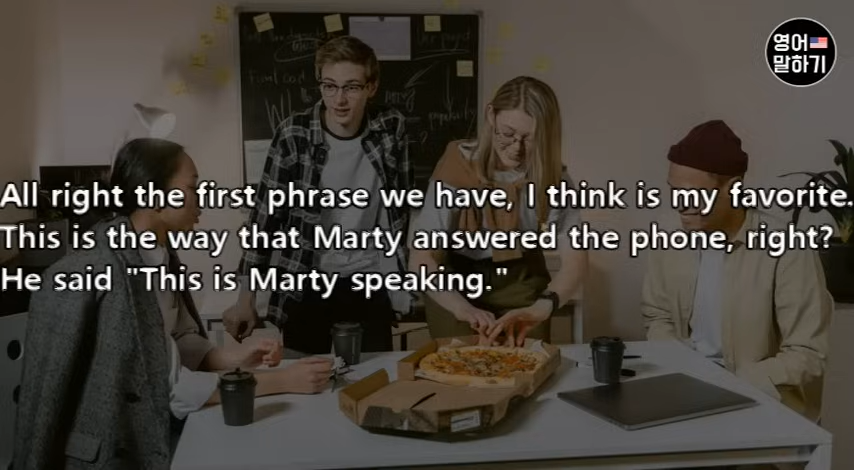 영어
말하기
All right the first phrase we have, I think is my favorite.
This is the way that Marty answered the phone, right?
He said "This is Marty speaking."